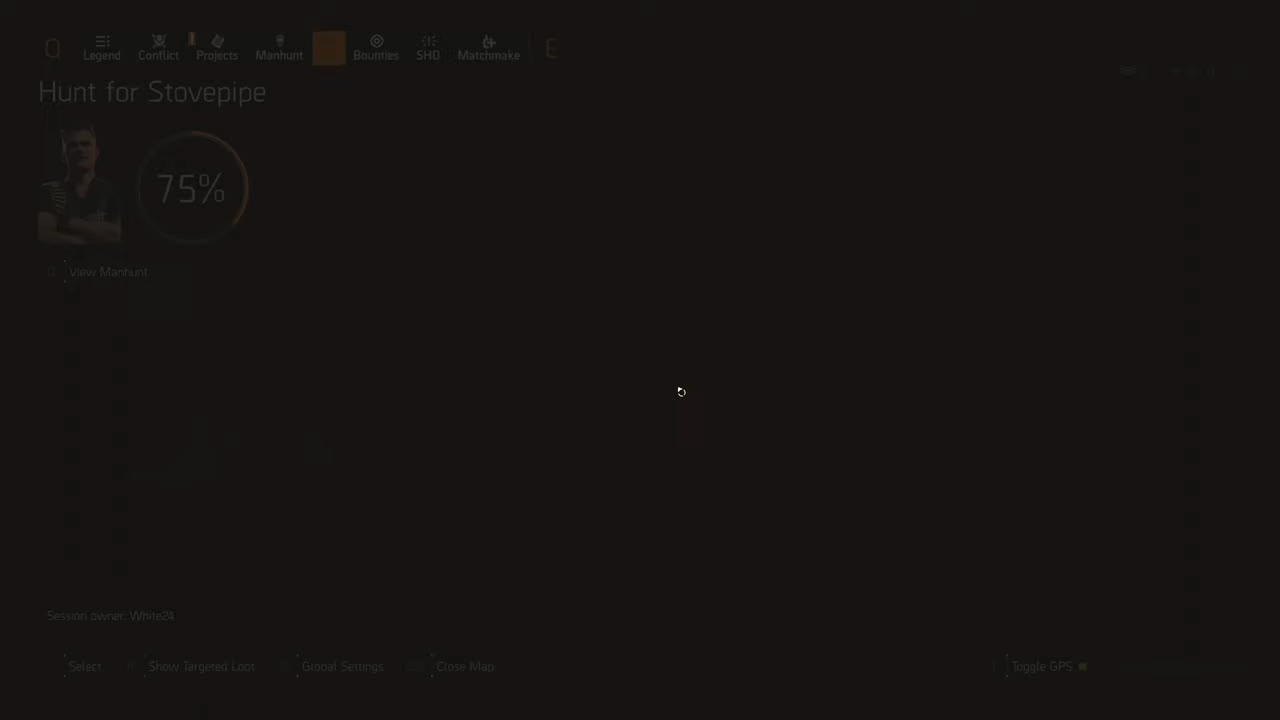 Q Legend Conflict Projects Manhunt Bounties SHD Matchmake E
Hunt for Stovepipe
75%
View Manhunt
Session owner: White24
Select Show Targeted Loot Global Settings Close Map Toggle GPS